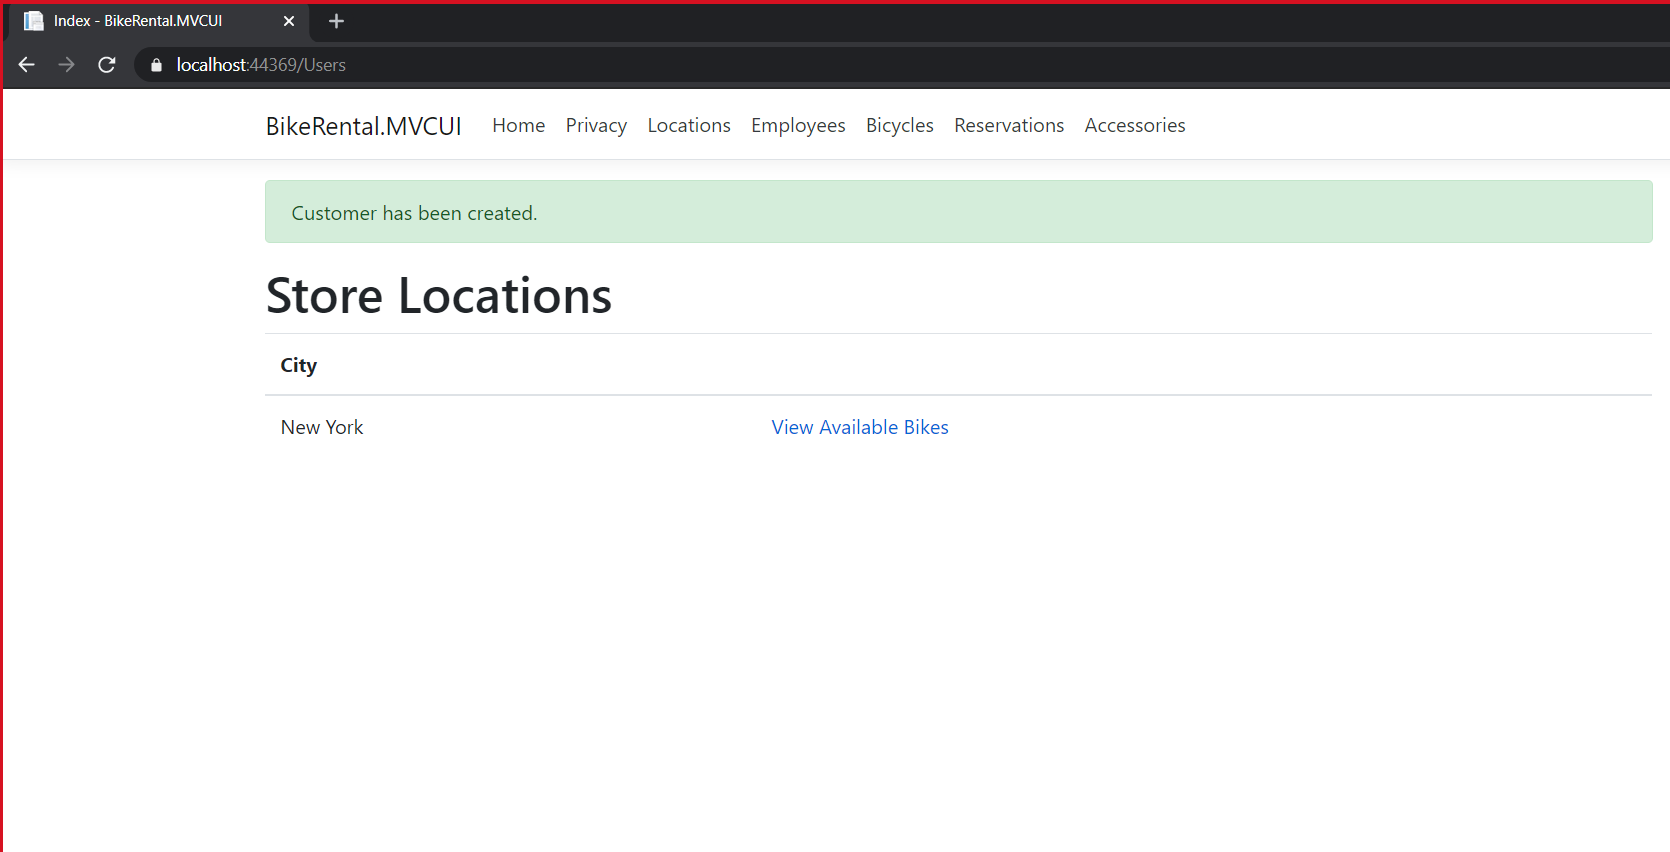 Index - BikeRental.MVCUI
localhost:44369/Users
BikeRental.MVCUI Home Privacy Locations Employees Bicycles Reservations Accessories
Customer has been created.
Store Locations
City
New York View Available Bikes